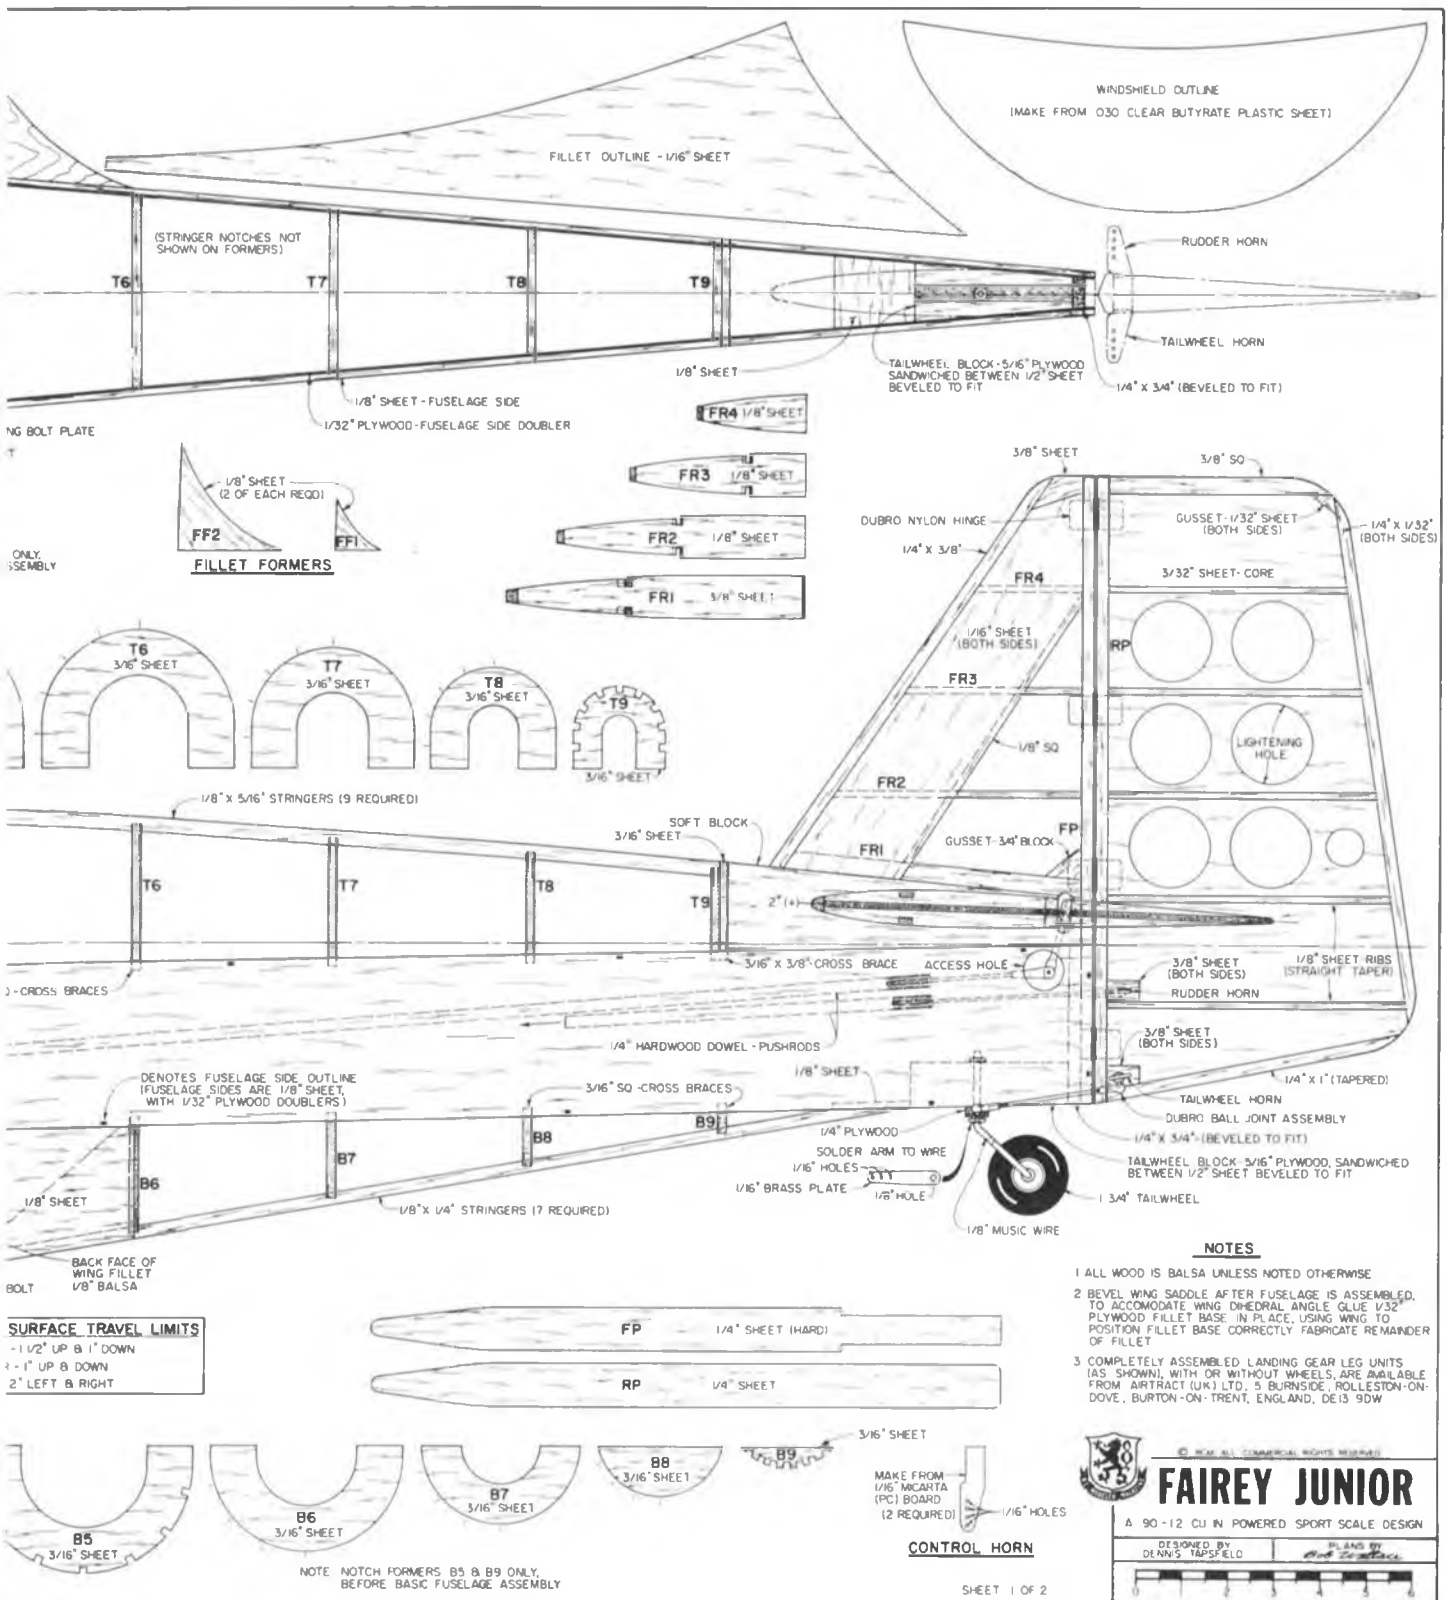 WINDSHIELD OUTLINE
(MAKE FROM 030 CLEAR BUTYRATE PLASTIC SHEET)
FILLET OUTLINE - 1/16" SHEET
(STRINGER NOTCHES NOT
SHOWN ON FORMERS)
T6
T7
T8
T9
RUDDER HORN
TAILWHEEL HORN
1/8" SHEET
TAILWHEEL BLOCK - 5/16" PLYWOOD
SANDWICHED BETWEEN 1/2" SHEET
BEVELED TO FIT
1/4" X 3/4" (BEVELED TO FIT)
1/8" SHEET - FUSELAGE SIDE
1/32" PLYWOOD - FUSELAGE SIDE DOUBLER
NG BOLT PLATE
T
FR4 1/8" SHEET
FR3 1/8" SHEET
FR2 1/8" SHEET
FR1 3/8" SHEET
1/8" SHEET
(2 OF EACH REQD)
FF2
FF1
FILLET FORMERS
ONLY.
SSEMBLY
3/8" SHEET
3/8" SQ
DUBRO NYLON HINGE
1/4" X 3/8"
GUSSET - 1/32" SHEET
(BOTH SIDES)
1/4" X 1/32"
(BOTH SIDES)
3/32" SHEET - CORE
FR4
1/16" SHEET
(BOTH SIDES)
RP
FR3
1/8" SQ
LIGHTENING
HOLE
FR2
FR1
FP
GUSSET - 3/4" BLOCK
T6
3/16" SHEET
T7
3/16" SHEET
T8
3/16" SHEET
T9
3/16" SHEET
1/8" X 5/16" STRINGERS (9 REQUIRED)
3/16" SHEET
SOFT BLOCK
T6
T7
T8
T9
2° (+)
3/16" X 3/8" - CROSS BRACE
ACCESS HOLE
3/8" SHEET
(BOTH SIDES)
RUDDER HORN
1/8" SHEET RIBS
(STRAIGHT TAPER)
- CROSS BRACES
1/4" HARDWOOD DOWEL - PUSHRODS
3/8" SHEET
(BOTH SIDES)
1/8" SHEET
DENOTES FUSELAGE SIDE OUTLINE
(FUSELAGE SIDES ARE 1/8" SHEET,
WITH 1/32" PLYWOOD DOUBLERS)
3/16" SQ - CROSS BRACES
1/4" X 1" (TAPERED)
TAILWHEEL HORN
DUBRO BALL JOINT ASSEMBLY
B9
B8
B7
B6
1/4" PLYWOOD
SOLDER ARM TO WIRE
1/16" HOLES
1/16" BRASS PLATE
1/8" HOLE
1/4" X 3/4" - (BEVELED TO FIT)
TAILWHEEL BLOCK 5/16" PLYWOOD, SANDWICHED
BETWEEN 1/2" SHEET BEVELED TO FIT
1 3/4" TAILWHEEL
1/8" SHEET
1/8" X 1/4" STRINGERS (7 REQUIRED)
1/8" MUSIC WIRE
BACK FACE OF
WING FILLET
1/8" BALSA
BOLT
NOTES
1 ALL WOOD IS BALSA UNLESS NOTED OTHERWISE
2 BEVEL WING SADDLE AFTER FUSELAGE IS ASSEMBLED,
TO ACCOMODATE WING DIHEDRAL ANGLE GLUE 1/32"
PLYWOOD FILLET BASE IN PLACE, USING WING TO
POSITION FILLET BASE CORRECTLY FABRICATE REMAINDER
OF FILLET
3 COMPLETELY ASSEMBLED LANDING GEAR LEG UNITS
(AS SHOWN), WITH OR WITHOUT WHEELS, ARE AVAILABLE
FROM AIRTRACT (UK) LTD, 5 BURNSIDE, ROLLESTON-ON-
DOVE, BURTON-ON-TRENT, ENGLAND, DE13 9DW
SURFACE TRAVEL LIMITS
- 1 1/2" UP & 1" DOWN
R - 1" UP & DOWN
2" LEFT & RIGHT
FP 1/4" SHEET (HARD)
RP 1/4" SHEET
B5
3/16" SHEET
B6
3/16" SHEET
B7
3/16" SHEET
B8
3/16" SHEET
B9
3/16" SHEET
MAKE FROM
1/16" MICARTA
(PC) BOARD
(2 REQUIRED)
1/16" HOLES
CONTROL HORN
NOTE NOTCH FORMERS B5 & B9 ONLY,
BEFORE BASIC FUSELAGE ASSEMBLY
SHEET 1 OF 2
© RCM ALL COMMERCIAL RIGHTS RESERVED
FAIREY JUNIOR
A 90-1.2 CU IN POWERED SPORT SCALE DESIGN
DESIGNED BY
DENNIS TAPSFIELD
PLANS BY
Bob Wallace
0 1 2 3 4 5 6